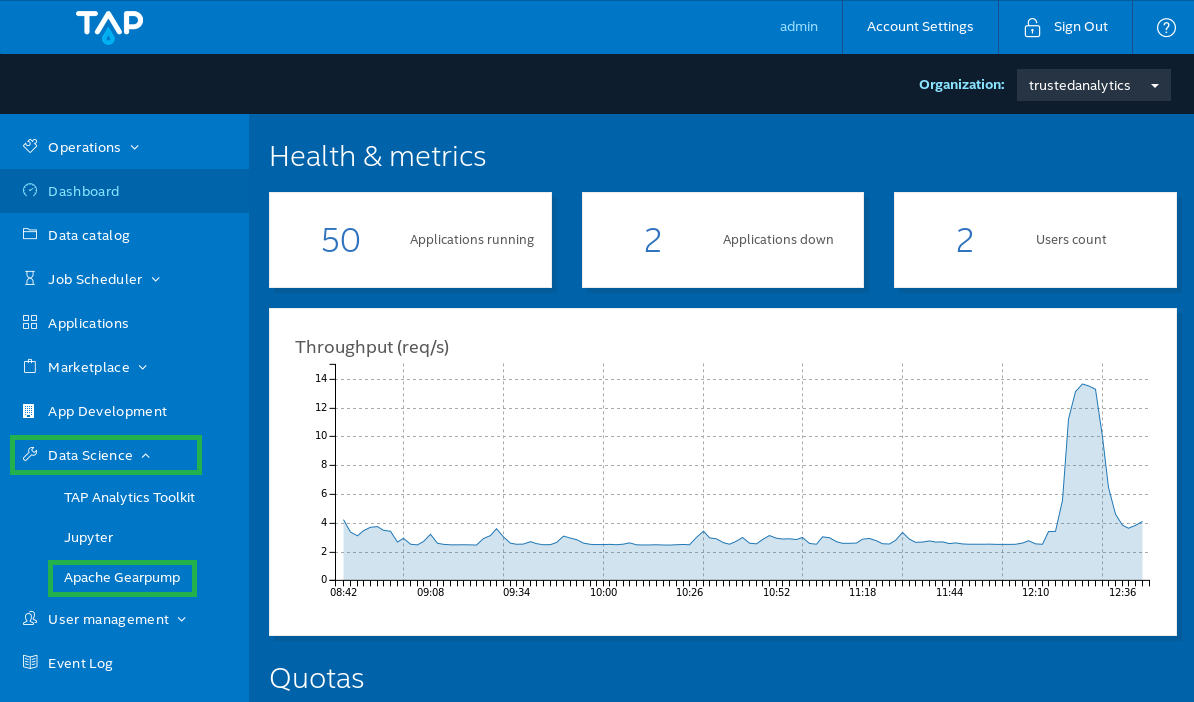 TAP
admin
Account Settings
Sign Out
?
Organization:
trustedanalytics
Operations
Dashboard
Data catalog
Job Scheduler
Applications
Marketplace
App Development
Data Science
TAP Analytics Toolkit
Jupyter
Apache Gearpump
User management
Event Log
Health & metrics
50 Applications running
2 Applications down
2 Users count
Throughput (req/s)
14
12
10
8
6
4
2
0
08:42 09:08 09:34 10:00 10:26 10:52 11:18 11:44 12:10 12:36
Quotas